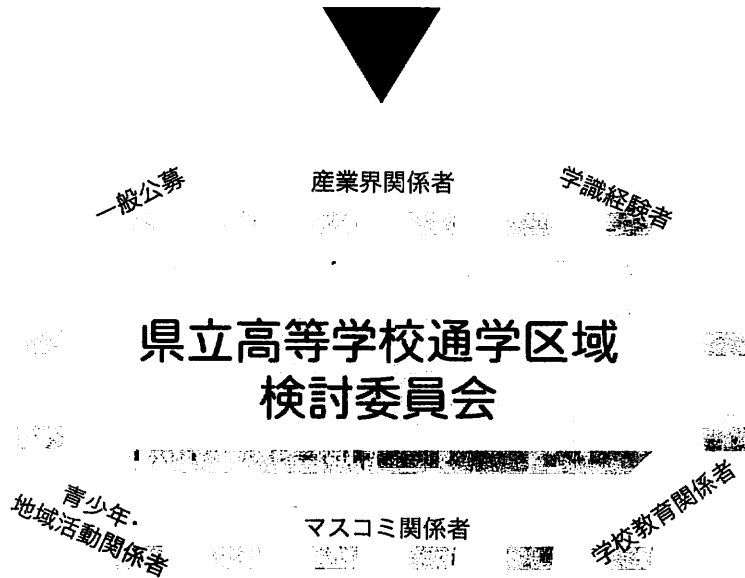 一般公募
産業界関係者
学識経験者
県立高等学校通学区域
検討委員会
青少年・
地域活動関係者
マスコミ関係者
学校教育関係者